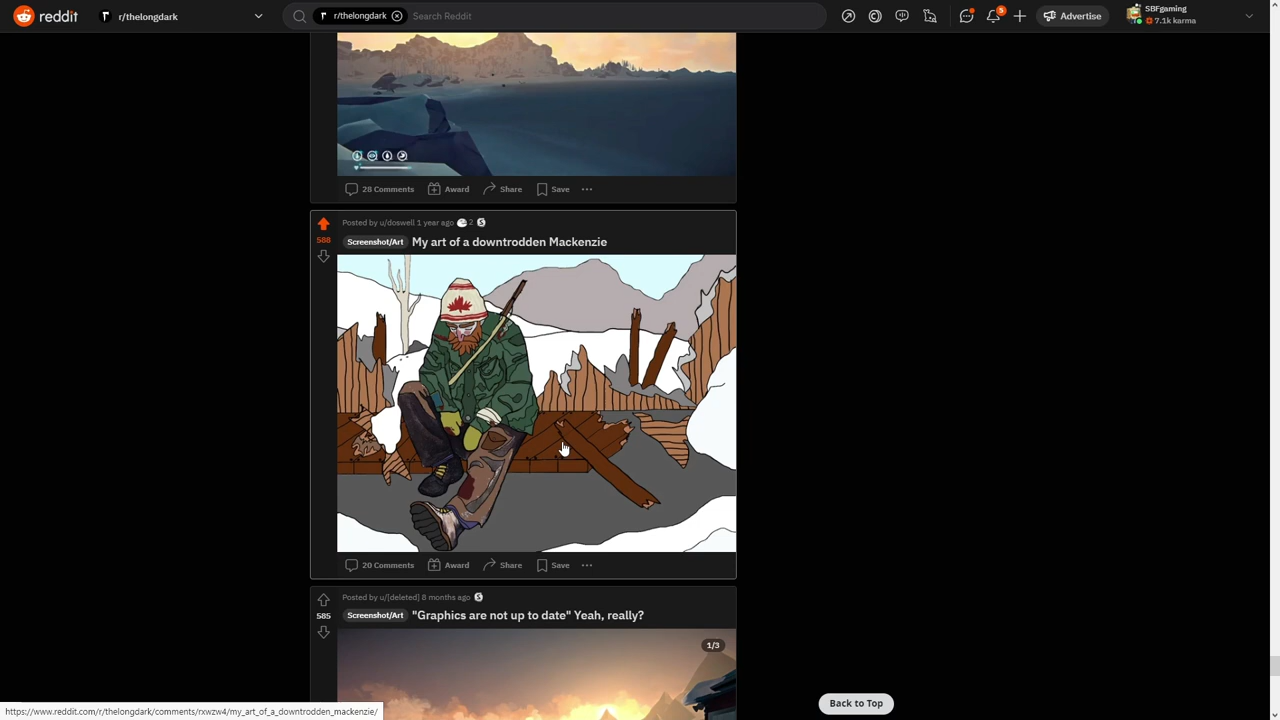 reddit
r/thelongdark
r/thelongdark
Search Reddit
5
Advertise
SBFgaming
7.1k karma
28 Comments
Award
Share
Save
Posted by u/doswell 1 year ago
2
588
Screenshot/Art
My art of a downtrodden Mackenzie
20 Comments
Award
Share
Save
Posted by u/[deleted] 8 months ago
585
Screenshot/Art
"Graphics are not up to date" Yeah, really?
1/3
Back to Top
https://www.reddit.com/r/thelongdark/comments/rxwzw4/my_art_of_a_downtrodden_mackenzie/